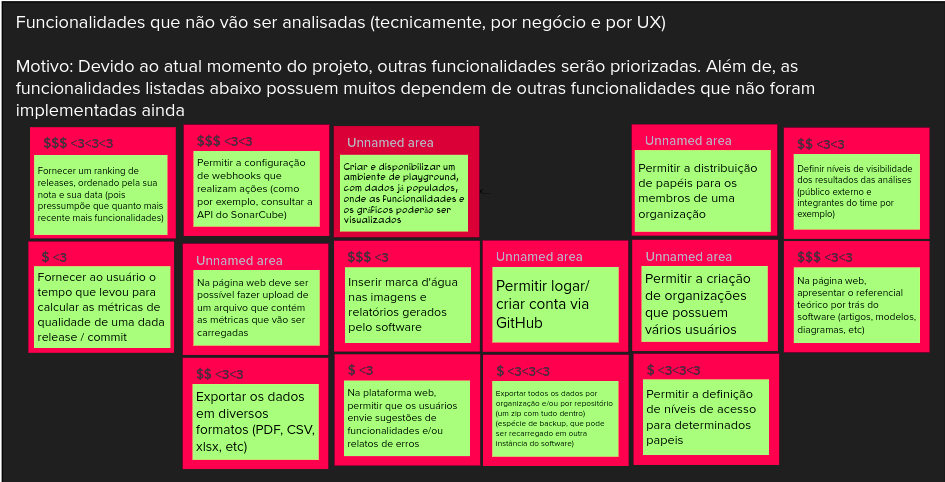 Funcionalidades que não vão ser analisadas (tecnicamente, por negócio e por UX)
Motivo: Devido ao atual momento do projeto, outras funcionalidades serão priorizadas. Além de, as
funcionalidades listadas abaixo possuem muitos dependem de outras funcionalidades que não foram
implementadas ainda
$$$ <3<3<3
Fornecer um ranking de
releases, ordenado pela sua
nota e sua data (pois
pressumpõe que quanto mais
recente mais funcionalidades)
$$$ <3<3
Permitir a configuração
de webhooks que
realizam ações (como
por exemplo, consultar a
API do SonarCube)
Unnamed area
Criar e disponibilizar um
ambiente de playground,
com dados já populados,
onde as funcionalidades e
os gráficos poderão ser
visualizados
Unnamed area
Permitir a distribuição
de papéis para os
membros de uma
organização
$$ <3<3
Definir níveis de visibilidade
dos resultados das análises
(público externo e
integrantes do time por
exemplo)
$ <3
Fornecer ao usuário o
tempo que levou para
calcular as métricas de
qualidade de uma dada
release / commit
Unnamed area
Na página web deve ser
possível fazer upload de
um arquivo que contém
as métricas que vão ser
carregadas
$$$ <3
Inserir marca d'água
nas imagens e
relatórios gerados
pelo software
Unnamed area
Permitir logar/
criar conta via
GitHub
Unnamed area
Permitir a criação
de organizações
que possuem
vários usuários
$$$ <3<3
Na página web,
apresentar o referencial
teórico por trás do
software (artigos, modelos,
diagramas, etc)
$$ <3<3
Exportar os dados
em diversos
formatos (PDF, CSV,
xlsx, etc)
$ <3
Na plataforma web,
permitir que os usuários
envie sugestões de
funcionalidades e/ou
relatos de erros
$ <3<3<3
Exportar todos os dados por
organização e/ou por repositório
(um zip com tudo dentro)
(espécie de backup, que pode
ser recarregado em outra
instância do software)
$ <3<3<3
Permitir a definição
de níveis de acesso
para determinados
papeis